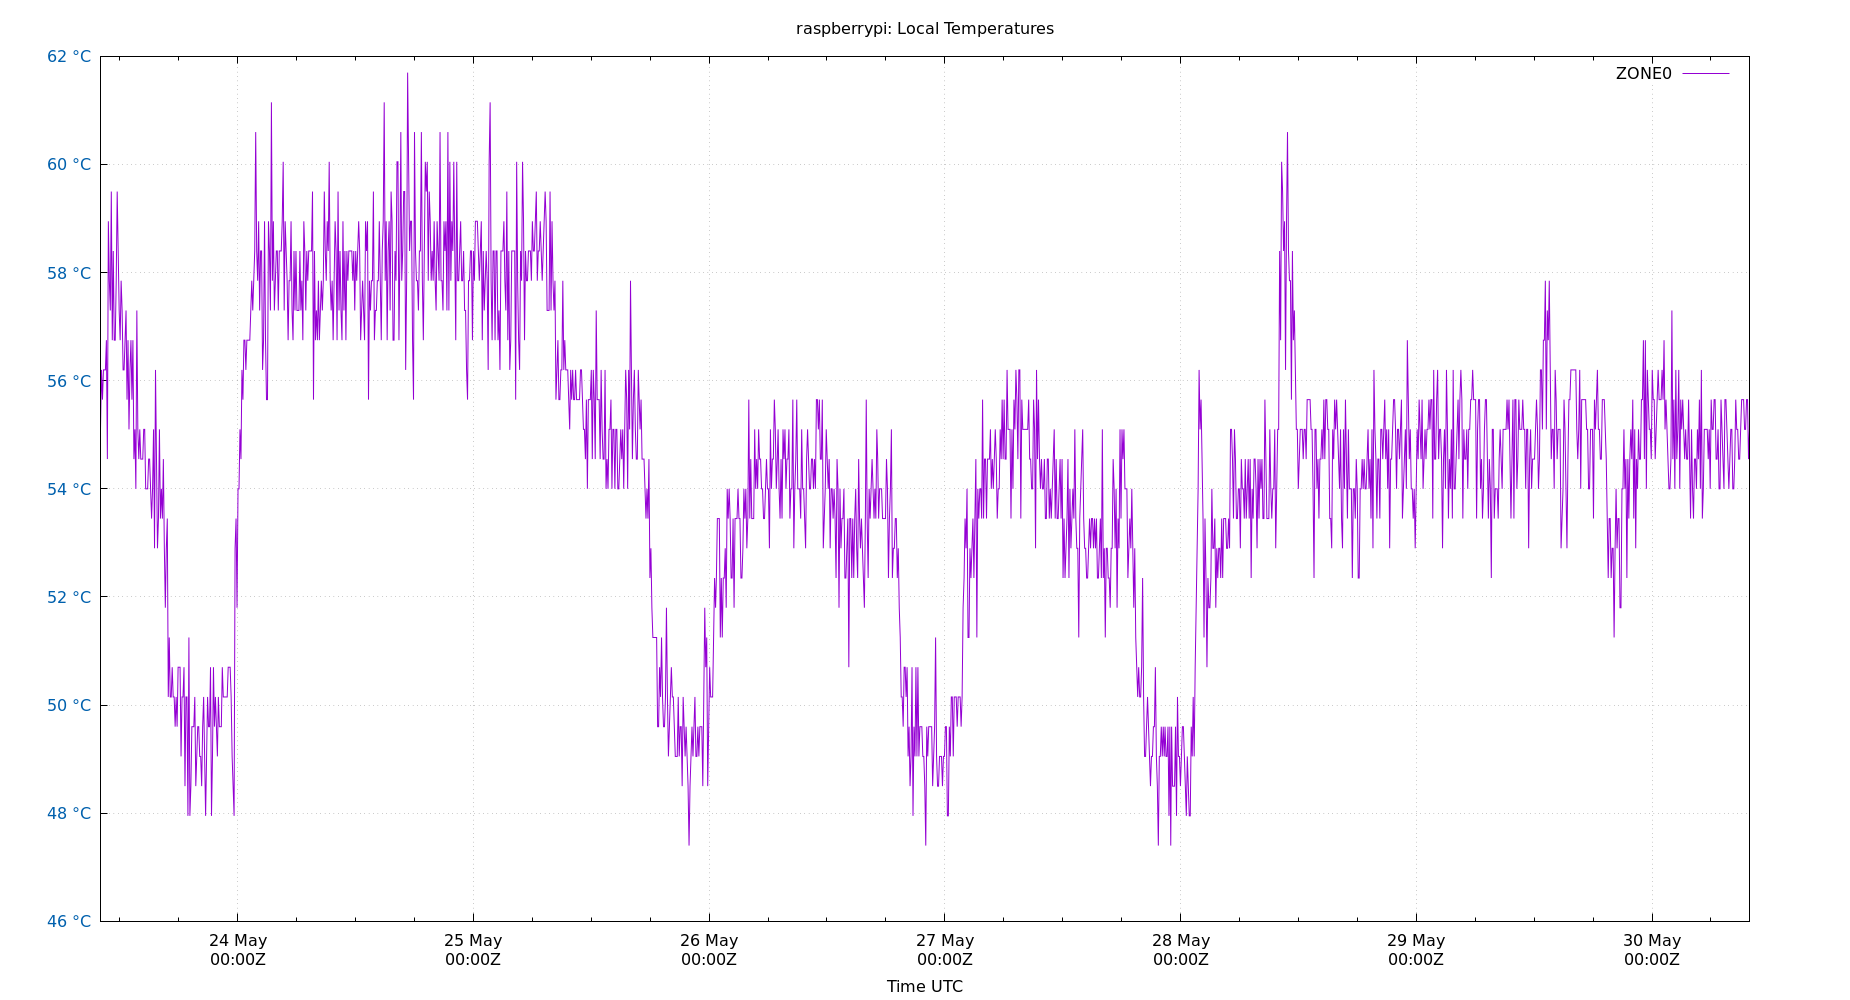 raspberrypi: Local Temperatures
62 °C
ZONE0
60 °C
58 °C
56 °C
54 °C
52 °C
50 °C
48 °C
46 °C
24 May 25 May 26 May 27 May 28 May 29 May 30 May
00:00Z 00:00Z 00:00Z 00:00Z 00:00Z 00:00Z 00:00Z
Time UTC